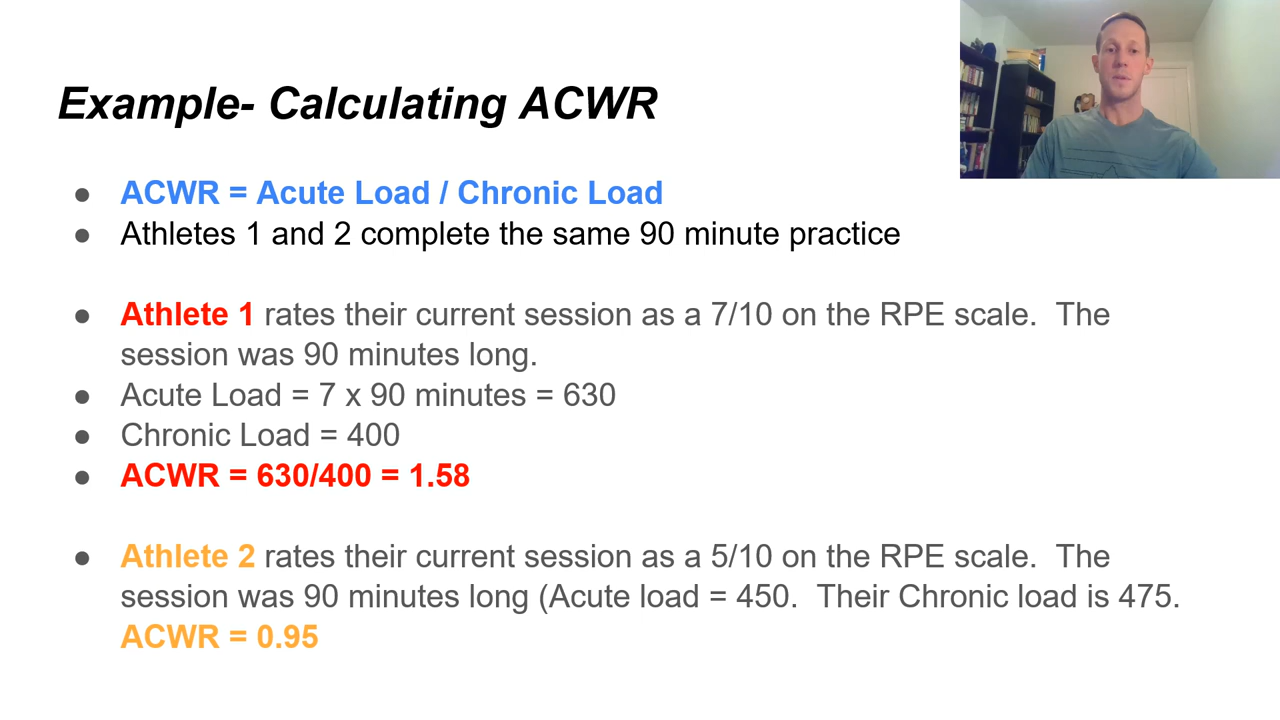 Example- Calculating ACWR
● ACWR = Acute Load / Chronic Load
● Athletes 1 and 2 complete the same 90 minute practice
● Athlete 1 rates their current session as a 7/10 on the RPE scale.  The
session was 90 minutes long.
● Acute Load = 7 x 90 minutes = 630
● Chronic Load = 400
● ACWR = 630/400 = 1.58
● Athlete 2 rates their current session as a 5/10 on the RPE scale.  The
session was 90 minutes long (Acute load = 450.  Their Chronic load is 475.
ACWR = 0.95